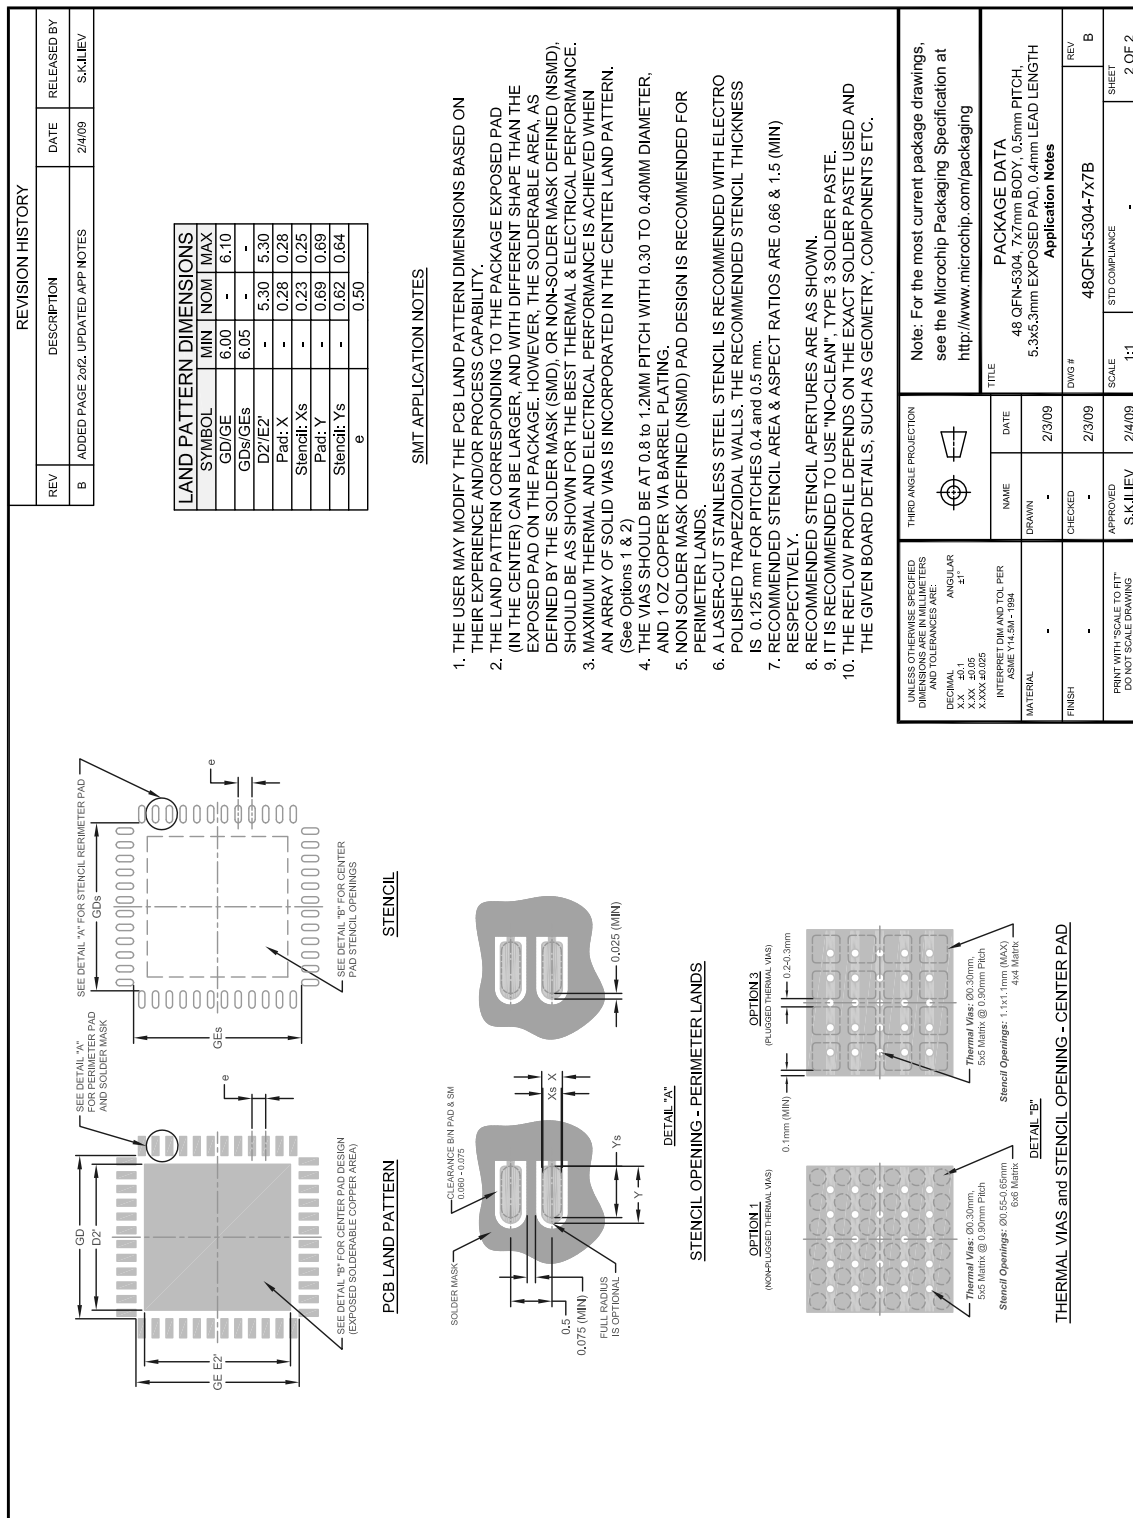 REVISION HISTORY
REV DESCRIPTION DATE RELEASED BY
B ADDED PAGE 2of2. UPDATED APP NOTES 2/4/09 S.K.ILIEV
SEE DETAIL "A"
FOR PERIMETER PAD
AND SOLDER MASK
GD
D2'
e
GE E2'
SEE DETAIL "B" FOR CENTER PAD DESIGN
(EXPOSED SOLDERABLE COPPER AREA)
PCB LAND PATTERN
SEE DETAIL "A" FOR STENCIL RERIMETER PAD
GDs
e
GEs
SEE DETAIL "B" FOR CENTER
PAD STENCIL OPENINGS
STENCIL
LAND PATTERN DIMENSIONS
SYMBOL MIN NOM MAX
GD/GE 6.00 - 6.10
GDs/GEs 6.05 - -
D2'/E2' - 5.30 5.30
Pad: X - 0.28 0.28
Stencil: Xs - 0.23 0.25
Pad: Y - 0.69 0.69
Stencil: Ys - 0.62 0.64
e 0.50
SMT APPLICATION NOTES
1. THE USER MAY MODIFY THE PCB LAND PATTERN DIMENSIONS BASED ON
THEIR EXPERIENCE AND/OR PROCESS CAPABILITY.
2. THE LAND PATTERN CORRESPONDING TO THE PACKAGE EXPOSED PAD
(IN THE CENTER) CAN BE LARGER, AND WITH DIFFERENT SHAPE THAN THE
EXPOSED PAD ON THE PACKAGE. HOWEVER, THE SOLDERABLE AREA, AS
DEFINED BY THE SOLDER MASK (SMD), OR NON-SOLDER MASK DEFINED (NSMD),
SHOULD BE AS SHOWN FOR THE BEST THERMAL & ELECTRICAL PERFORMANCE.
3. MAXIMUM THERMAL AND ELECTRICAL PERFORMANCE IS ACHIEVED WHEN
AN ARRAY OF SOLID VIAS IS INCORPORATED IN THE CENTER LAND PATTERN.
(See Options 1 & 2)
4. THE VIAS SHOULD BE AT 0.8 to 1.2MM PITCH WITH 0.30 TO 0.40MM DIAMETER,
AND 1 OZ COPPER VIA BARREL PLATING.
5. NON SOLDER MASK DEFINED (NSMD) PAD DESIGN IS RECOMMENDED FOR
PERIMETER LANDS.
6. A LASER-CUT STAINLESS STEEL STENCIL IS RECOMMENDED WITH ELECTRO
POLISHED TRAPEZOIDAL WALLS. THE RECOMMENDED STENCIL THICKNESS
IS 0.125 mm FOR PITCHES 0.4 and 0.5 mm.
7. RECOMMENDED STENCIL AREA & ASPECT RATIOS ARE 0.66 & 1.5 (MIN)
RESPECTIVELY.
8. RECOMMENDED STENCIL APERTURES ARE AS SHOWN.
9. IT IS RECOMMENDED TO USE "NO-CLEAN", TYPE 3 SOLDER PASTE.
10. THE REFLOW PROFILE DEPENDS ON THE EXACT SOLDER PASTE USED AND
THE GIVEN BOARD DETAILS, SUCH AS GEOMETRY, COMPONENTS ETC.
SOLDER MASK
CLEARANCE B/N PAD & SM
0.060 - 0.075
0.5
0.075 (MIN)
FULL RADIUS
IS OPTIONAL
Y
Ys
Xs X
0.025 (MIN)
DETAIL "A"
STENCIL OPENING - PERIMETER LANDS
OPTION 1
(NON-PLUGGED THERMAL VIAS)
Thermal Vias: Ø0.30mm,
5x5 Matrix @ 0.90mm Pitch
Stencil Openings: Ø0.55-0.65mm
6x6 Matrix
OPTION 3
(PLUGGED THERMAL VIAS)
0.1mm (MIN)
0.2-0.3mm
Thermal Vias: Ø0.30mm,
5x5 Matrix @ 0.90mm Pitch
Stencil Openings: 1.1x1.1mm (MAX)
4x4 Matrix
DETAIL "B"
THERMAL VIAS and STENCIL OPENING - CENTER PAD
UNLESS OTHERWISE SPECIFIED
DIMENSIONS ARE IN MILLIMETERS
AND TOLERANCES ARE:
DECIMAL ANGULAR
X.X ±0.1 ±1°
X.XX ±0.05
X.XXX ±0.025
INTERPRET DIM AND TOL PER
ASME Y14.5M - 1994
MATERIAL
-
FINISH
-
PRINT WITH "SCALE TO FIT"
DO NOT SCALE DRAWING
THIRD ANGLE PROJECTION
NAME DATE
DRAWN
- 2/3/09
CHECKED
- 2/3/09
APPROVED
S.K.ILIEV 2/4/09
Note: For the most current package drawings,
see the Microchip Packaging Specification at
http://www.microchip.com/packaging
TITLE
PACKAGE DATA
48 QFN-5304, 7x7mm BODY, 0.5mm PITCH,
5.3x5.3mm EXPOSED PAD, 0.4mm LEAD LENGTH
Application Notes
DWG # REV
48QFN-5304-7x7B B
SCALE STD COMPLIANCE SHEET
1:1 - 2 OF 2